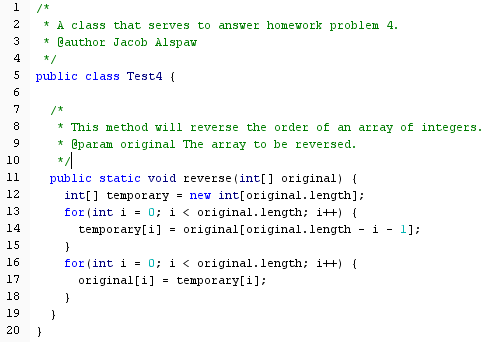 1 /*
2  * A class that serves to answer homework problem 4.
3  * @author Jacob Alspaw
4  */
5 public class Test4 {
6
7   /*
8    * This method will reverse the order of an array of integers.
9    * @param original The array to be reversed.
10    */
11   public static void reverse(int[] original) {
12     int[] temporary = new int[original.length];
13     for(int i = 0; i < original.length; i++) {
14       temporary[i] = original[original.length - i - 1];
15     }
16     for(int i = 0; i < original.length; i++) {
17       original[i] = temporary[i];
18     }
19   }
20 }